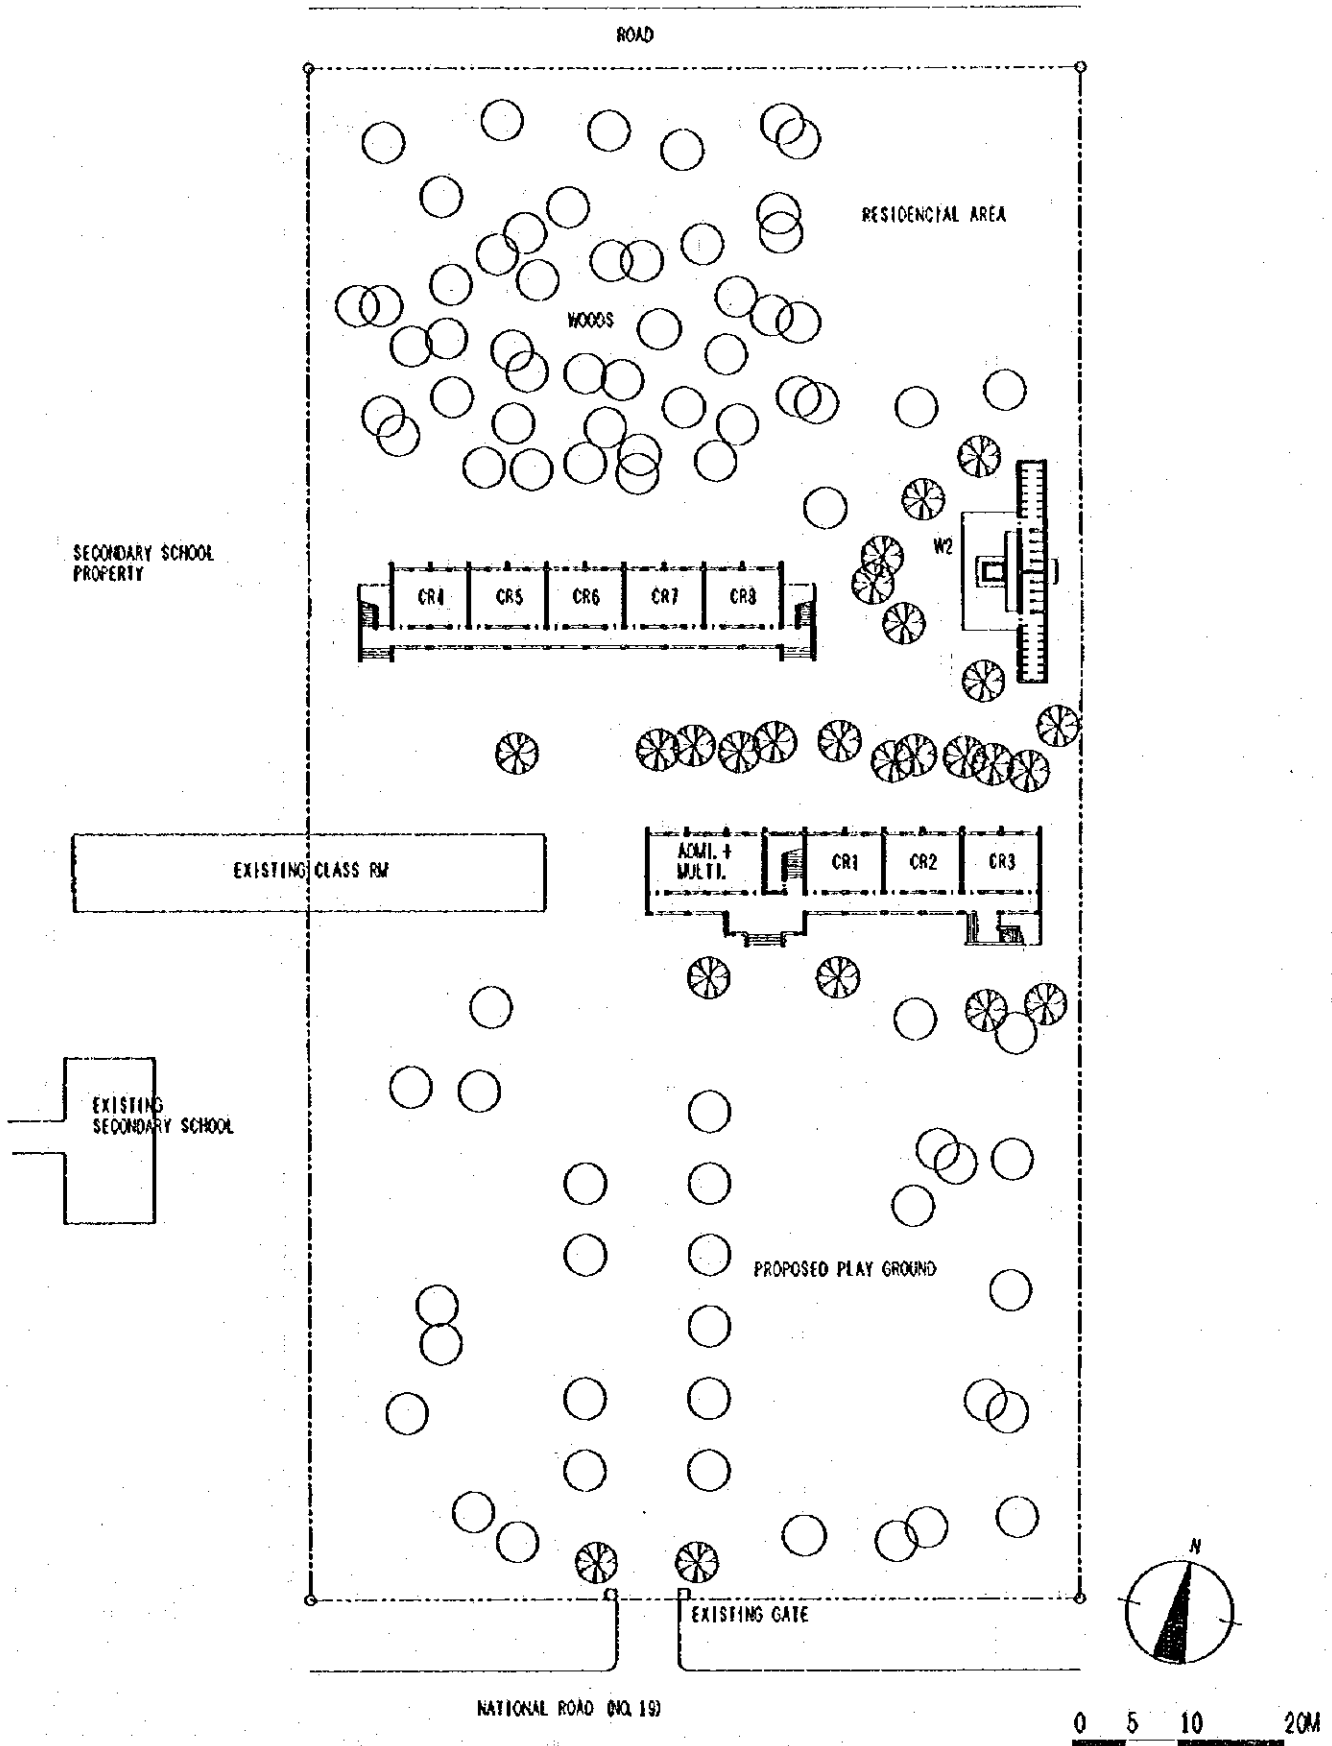 ROAD
RESIDENCIAL AREA
WOODS
SECONDARY SCHOOL
PROPERTY
W2
CR4
CR5
CR6
CR7
CR8
EXISTING CLASS RM
ADMI. +
MULTI.
CR1
CR2
CR3
EXISTING
SECONDARY SCHOOL
PROPOSED PLAY GROUND
N
EXISTING GATE
NATIONAL ROAD (NO. 19)
0 5 10 20M